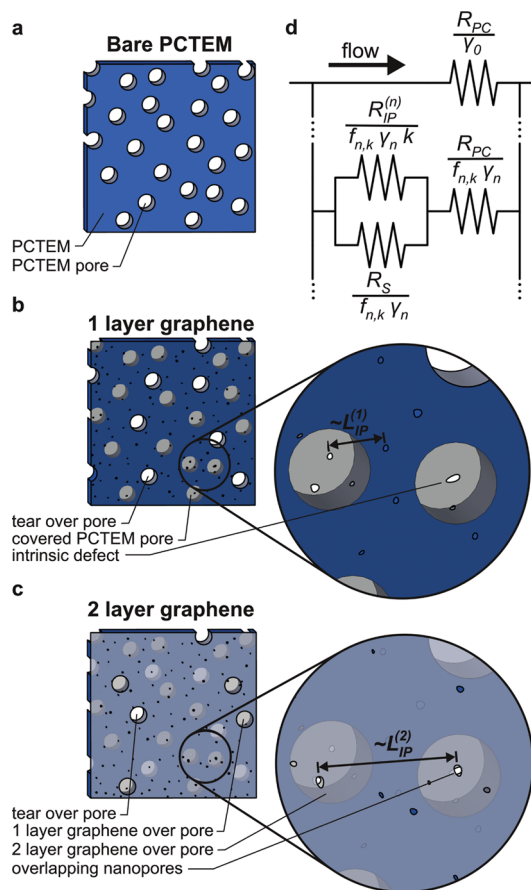 a
Bare PCTEM
PCTEM
PCTEM pore
d
flow
R_PC
γ_0
R_IP^(n)
f_n,k γ_n k
R_PC
f_n,k γ_n
R_S
f_n,k γ_n
b
1 layer graphene
~L_IP^(1)
tear over pore
covered PCTEM pore
intrinsic defect
c
2 layer graphene
~L_IP^(2)
tear over pore
1 layer graphene over pore
2 layer graphene over pore
overlapping nanopores